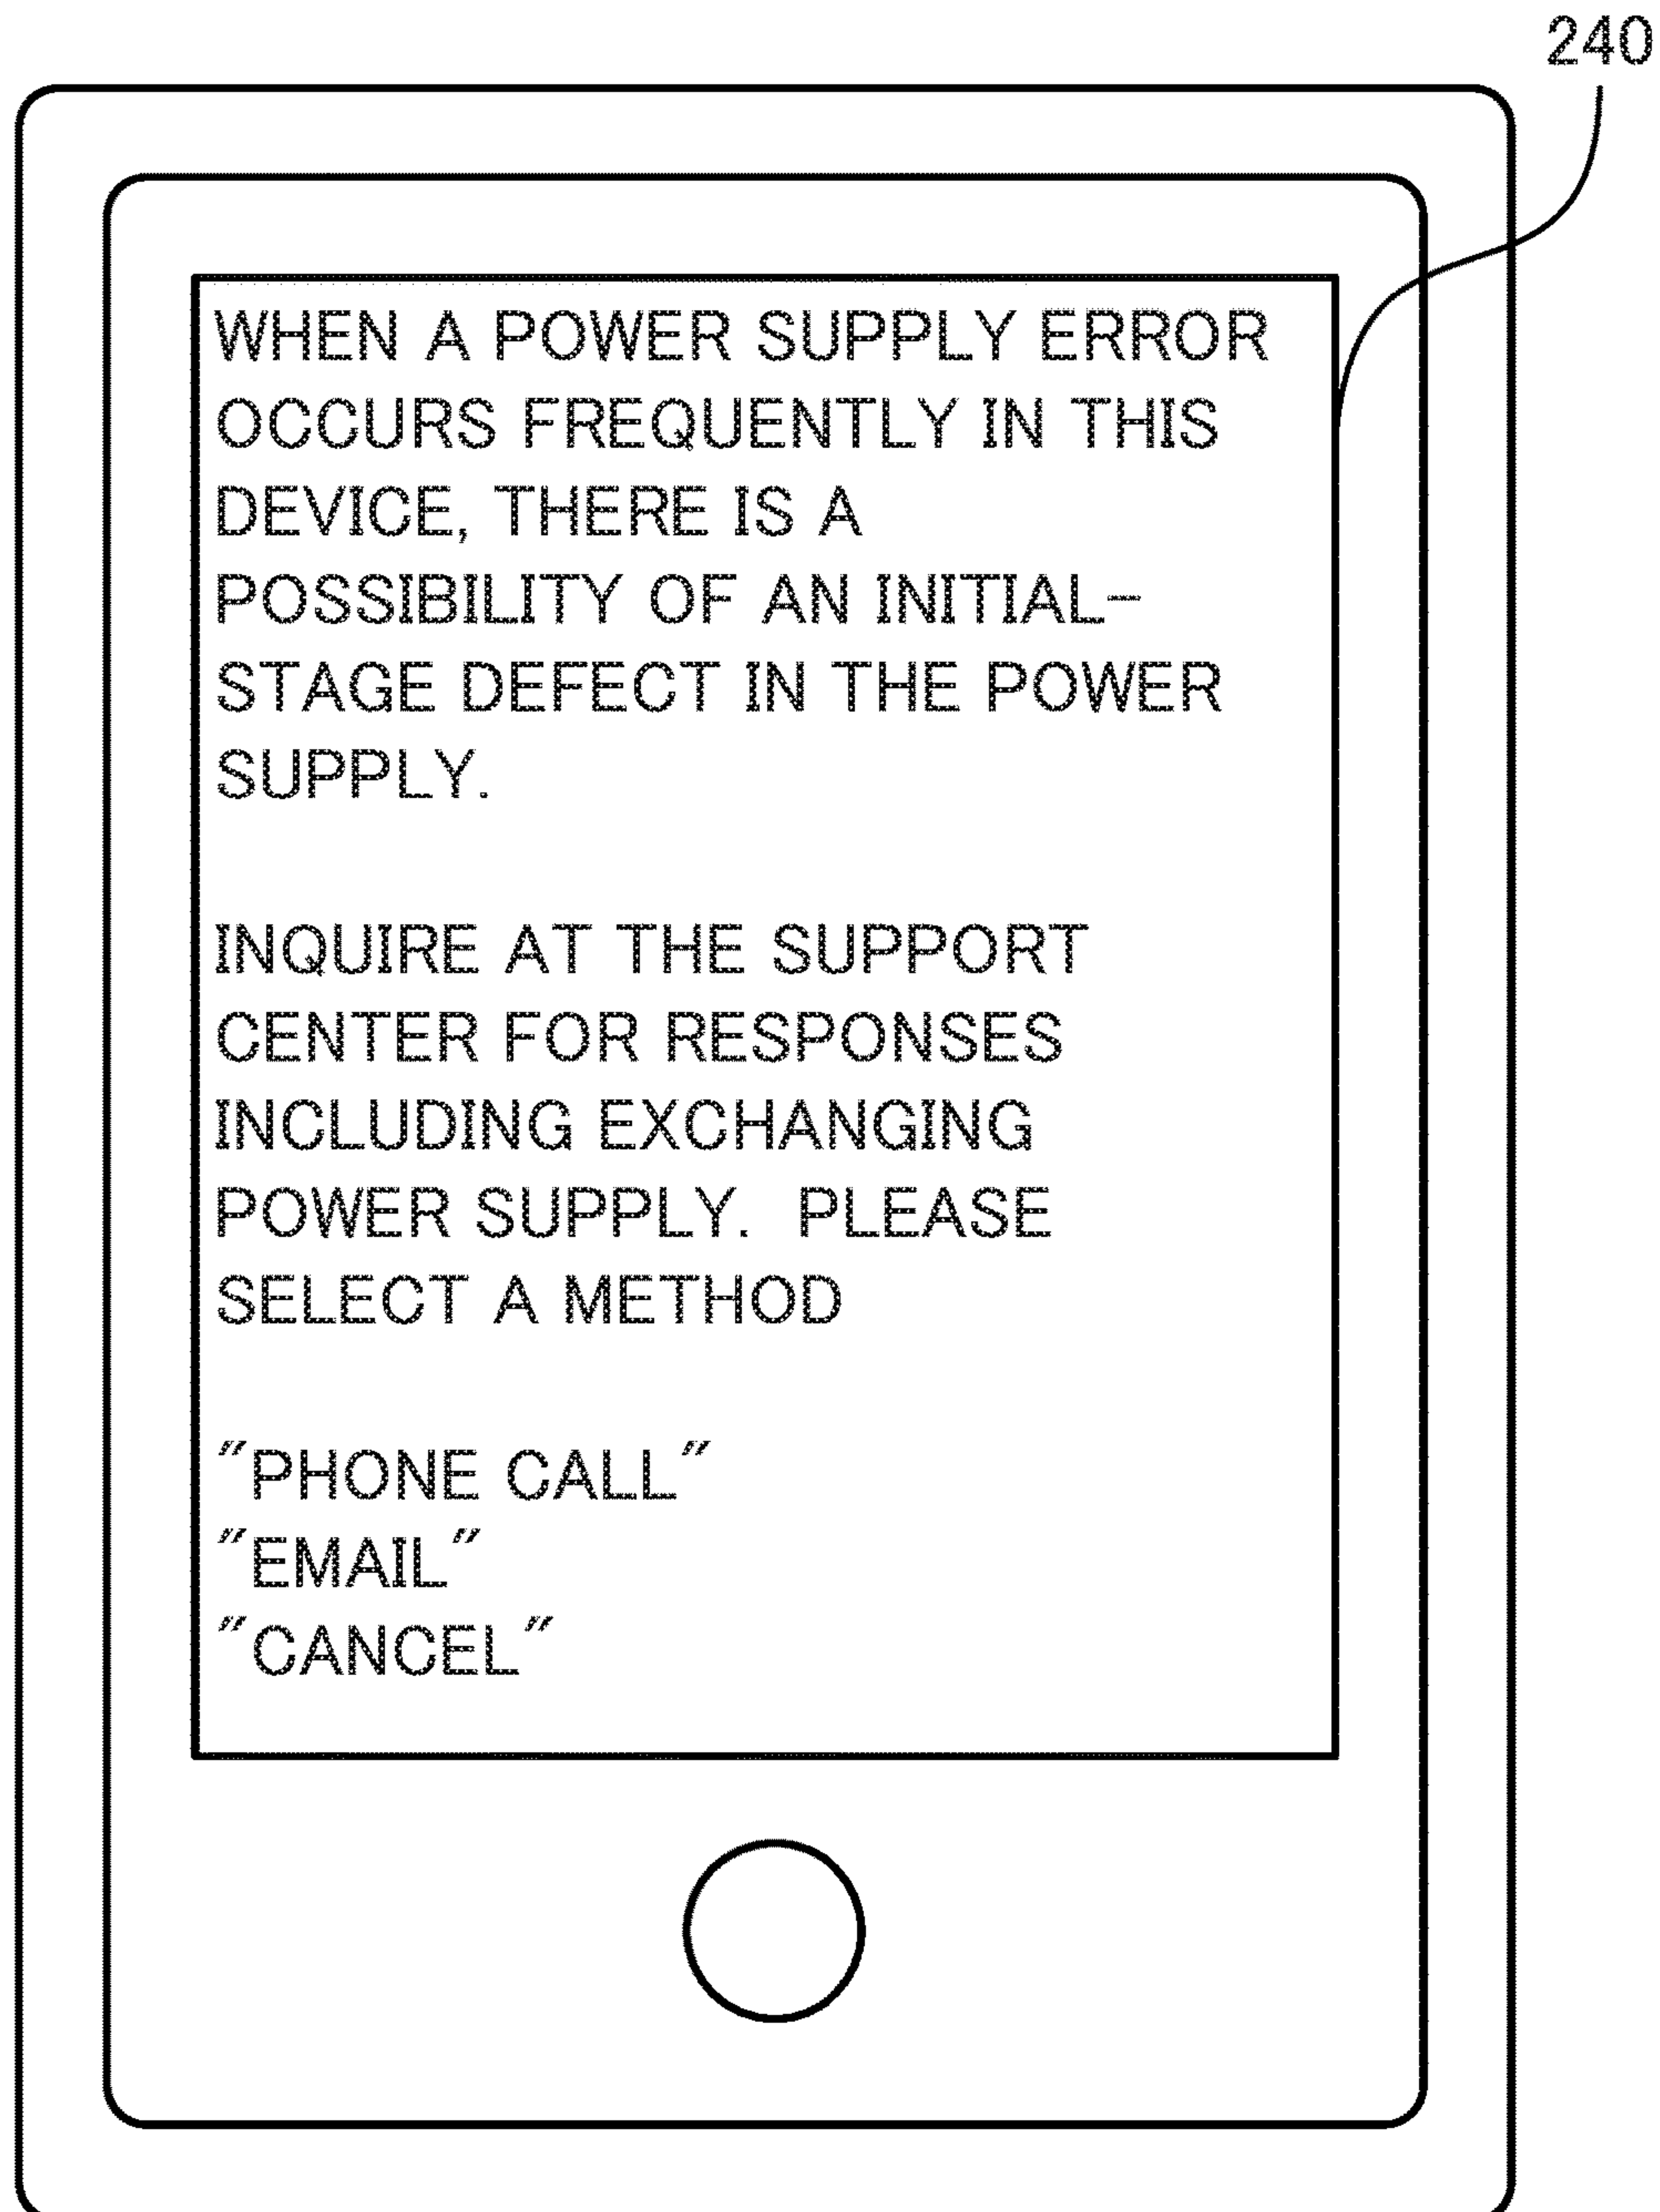 240
WHEN A POWER SUPPLY ERROR
OCCURS FREQUENTLY IN THIS
DEVICE, THERE IS A
POSSIBILITY OF AN INITIAL-
STAGE DEFECT IN THE POWER
SUPPLY.
INQUIRE AT THE SUPPORT
CENTER FOR RESPONSES
INCLUDING EXCHANGING
POWER SUPPLY.  PLEASE
SELECT A METHOD
"PHONE CALL"
"EMAIL"
"CANCEL"